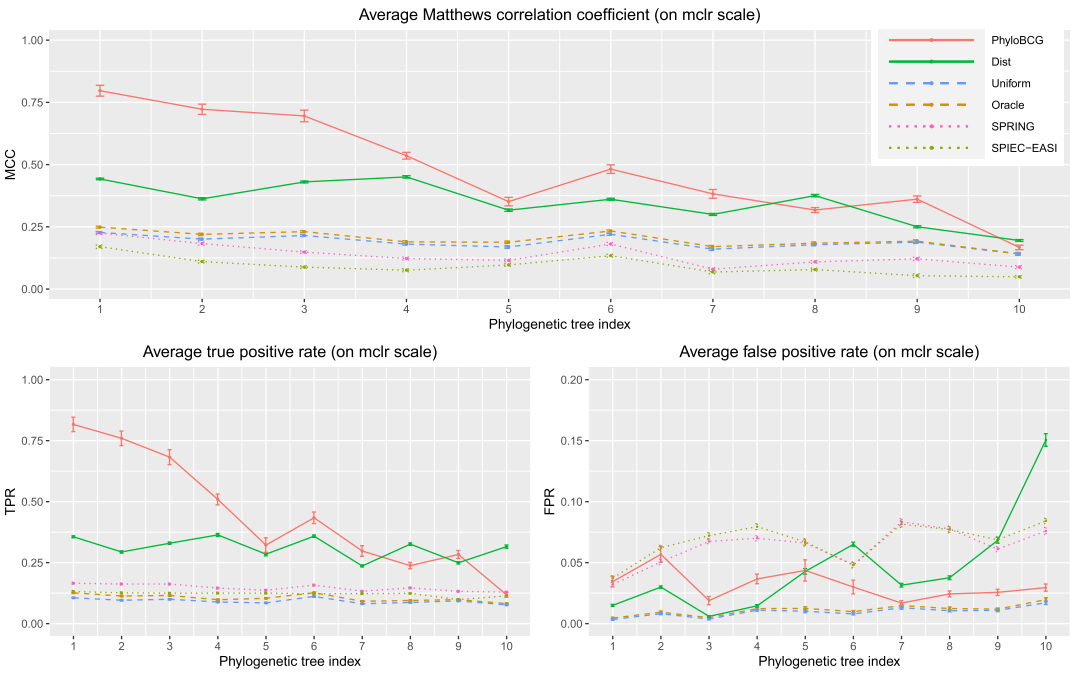 Average Matthews correlation coefficient (on mclr scale)
MCC
1.00
0.75
0.50
0.25
0.00
1 2 3 4 5 6 7 8 9 10
Phylogenetic tree index
PhyloBCG
Dist
Uniform
Oracle
SPRING
SPIEC−EASI
Average true positive rate (on mclr scale)
TPR
1.00
0.75
0.50
0.25
0.00
1 2 3 4 5 6 7 8 9 10
Phylogenetic tree index
Average false positive rate (on mclr scale)
FPR
0.20
0.15
0.10
0.05
0.00
1 2 3 4 5 6 7 8 9 10
Phylogenetic tree index